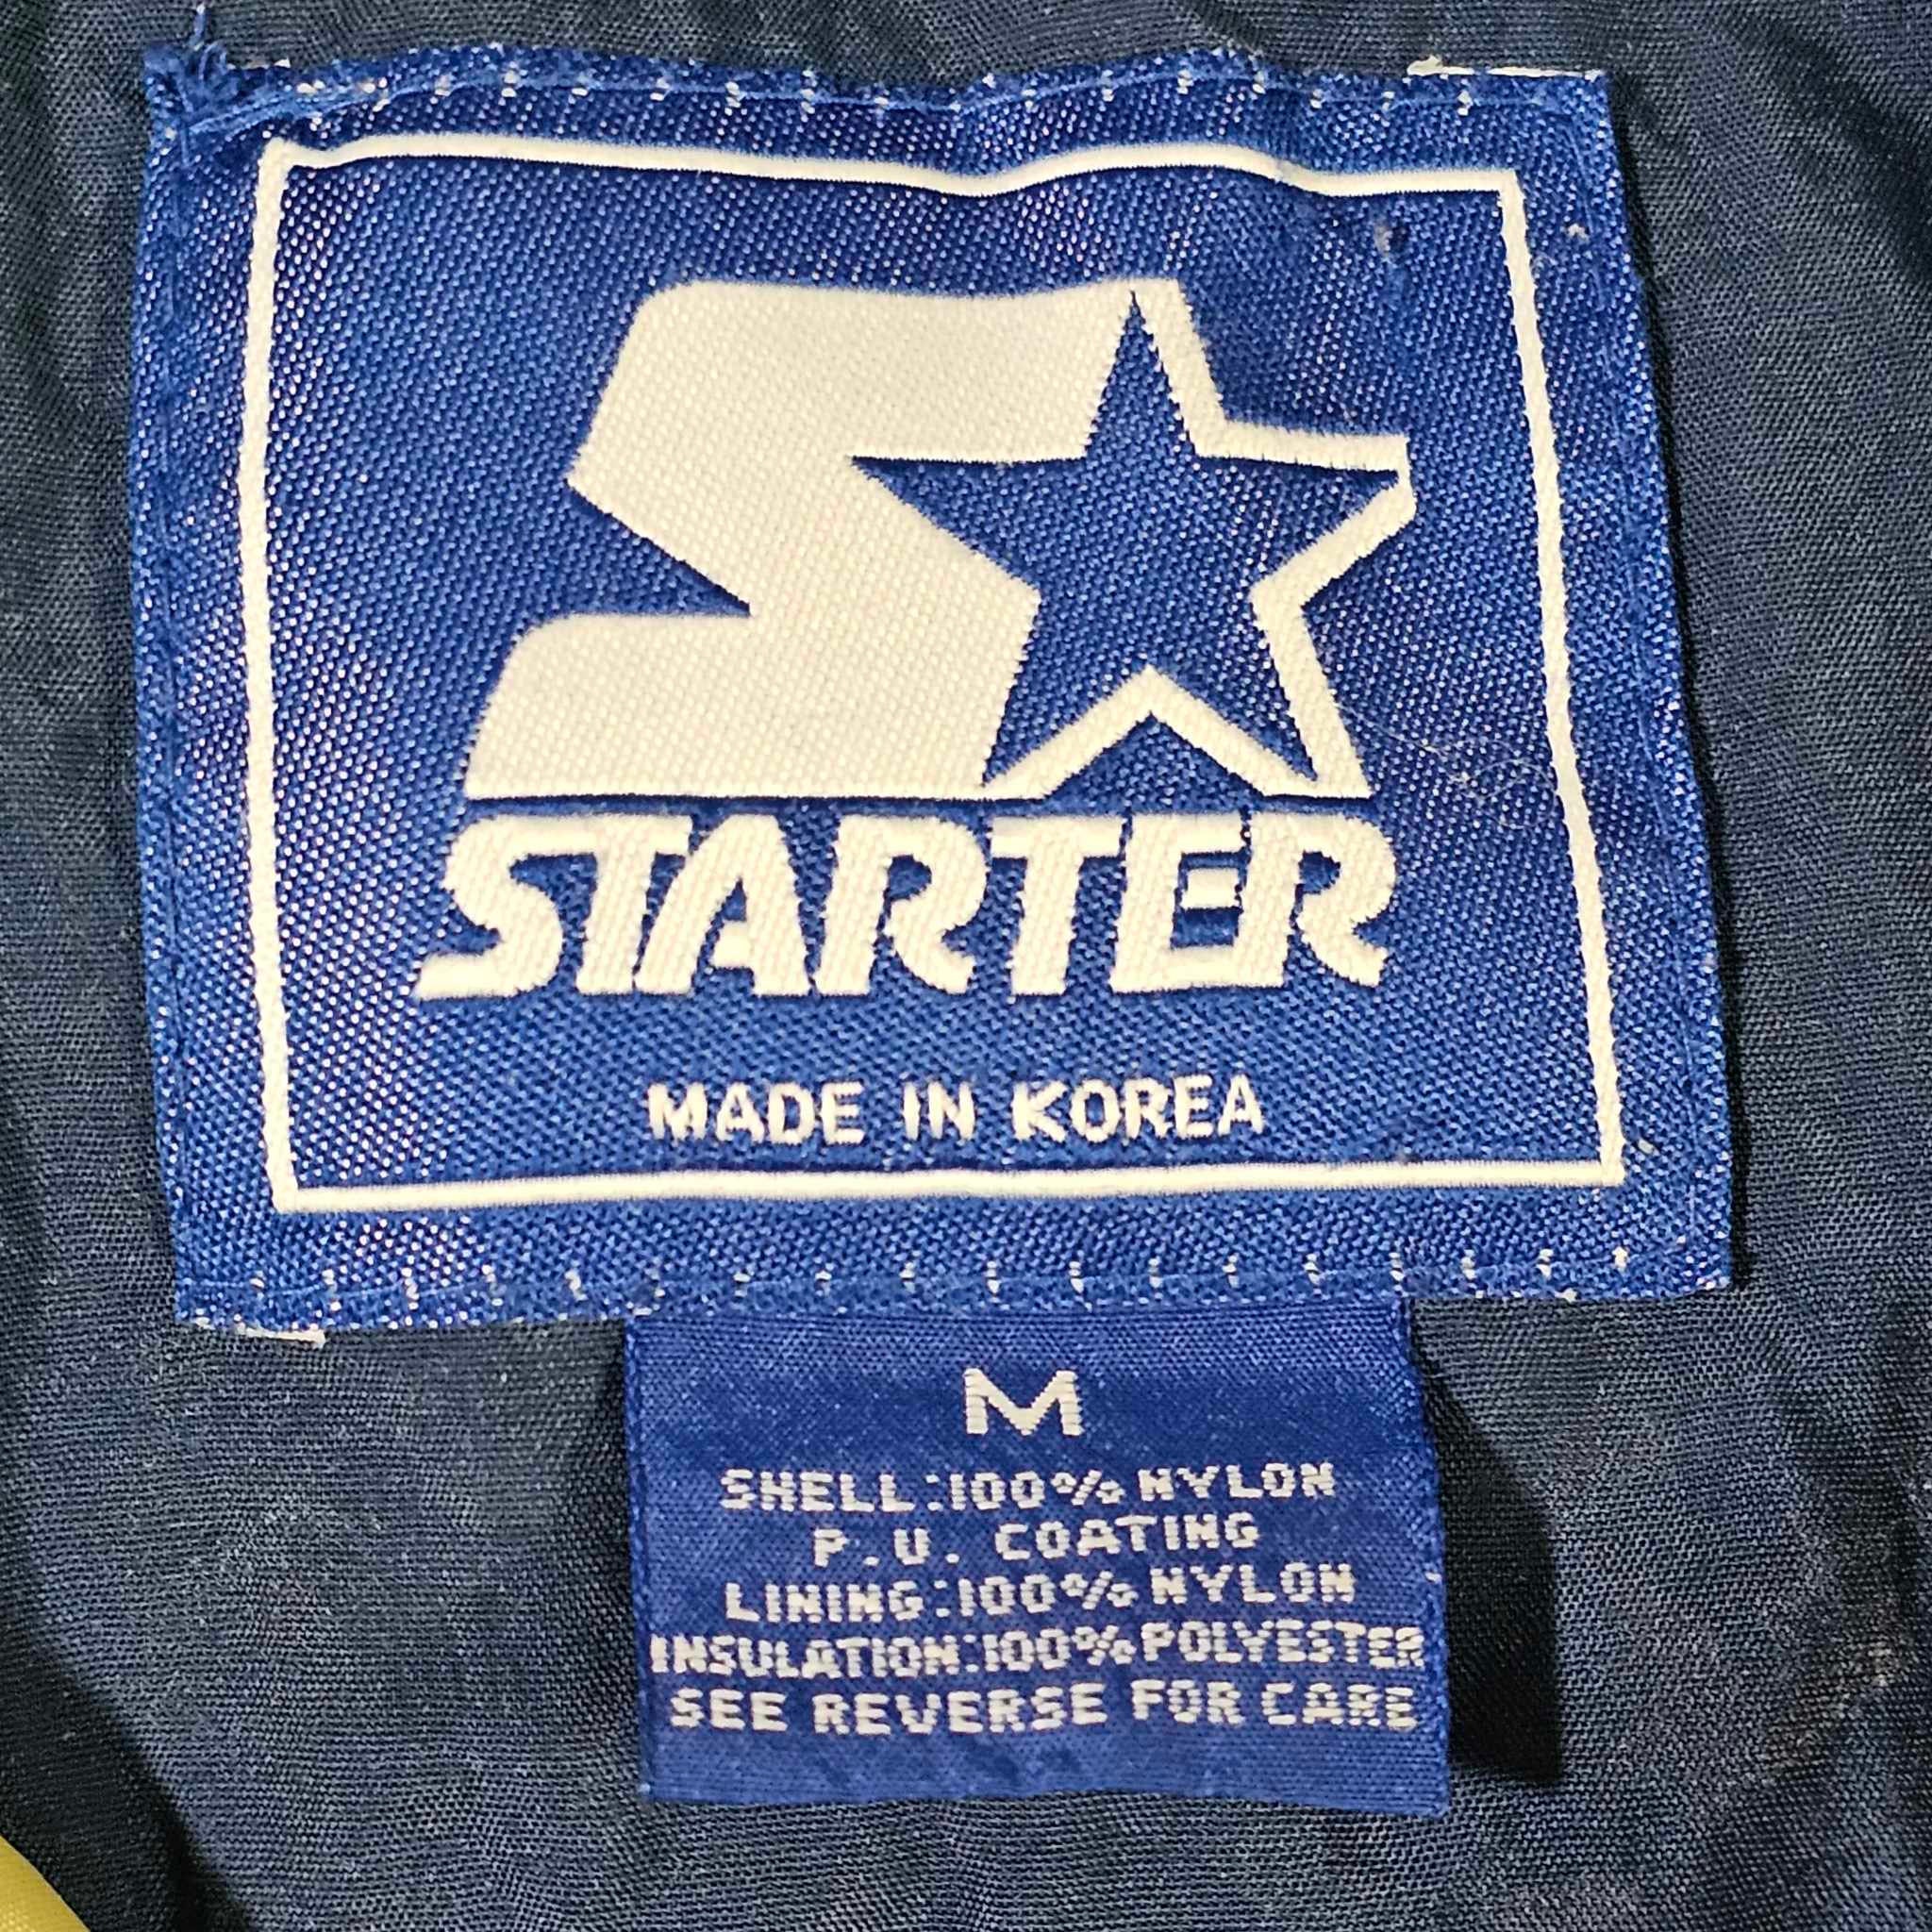 STARTER
MADE IN KOREA
M
SHELL:100% NYLON
P.U. COATING
LINING:100% NYLON
INSULATION:100% POLYESTER
SEE REVERSE FOR CARE